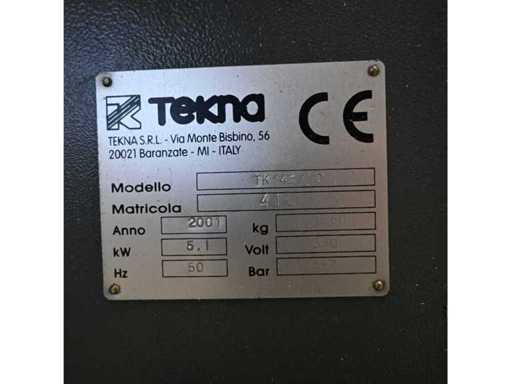 TEKNA
CE
TEKNA S.R.L. - Via Monte Bisbino, 56
20021 Baranzate - MI - ITALY
Modello
Matricola
Anno 2001 kg
kW 5,1 Volt
Hz 50 Bar